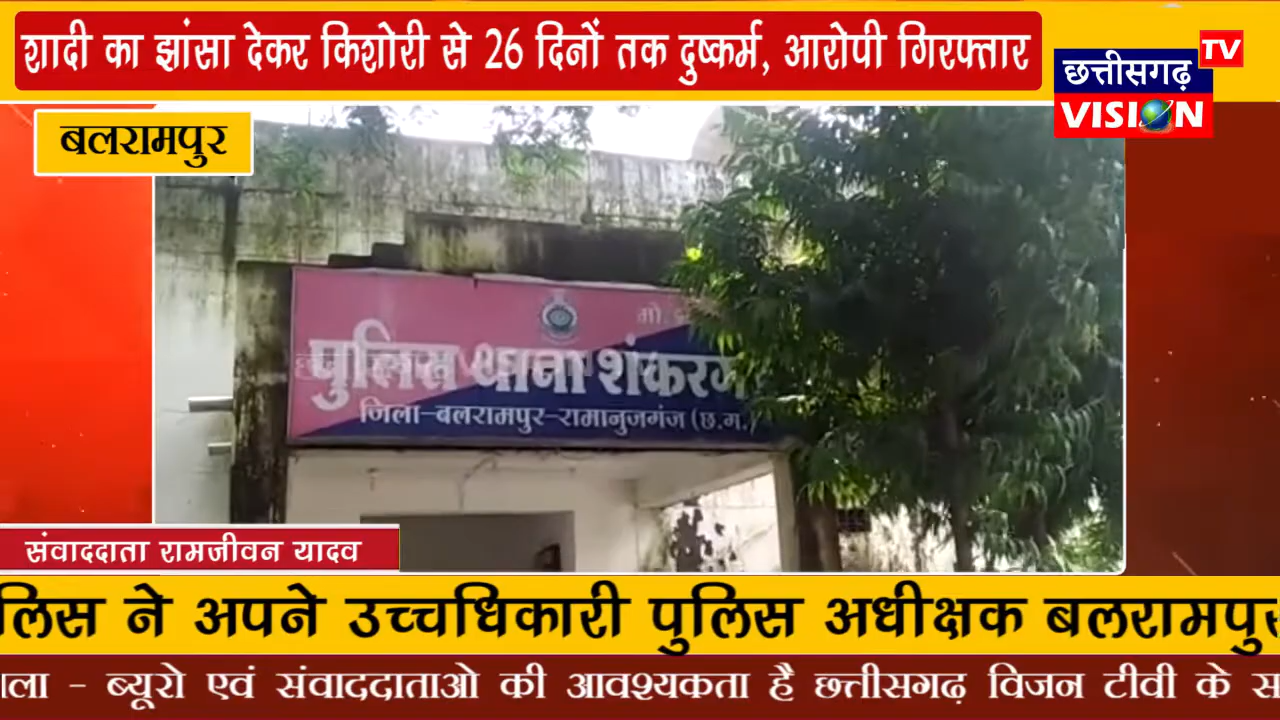 शादी का झांसा देकर किशोरी से 26 दिनों तक दुष्कर्म, आरोपी गिरफ्तार
TV
छत्तीसगढ़
VISION
बलरामपुर
पुलिस थाना
जिला-बलरामपुर-रामानुजगंज (छ.ग.)
संवाददाता रामजीवन यादव
ने अपने उच्चधिकारी पुलिस अधीक्षक बलरामपुर
- ब्यूरो एवं संवाददाताओ की आवश्यकता है छत्तीसगढ़ विजन टीवी के